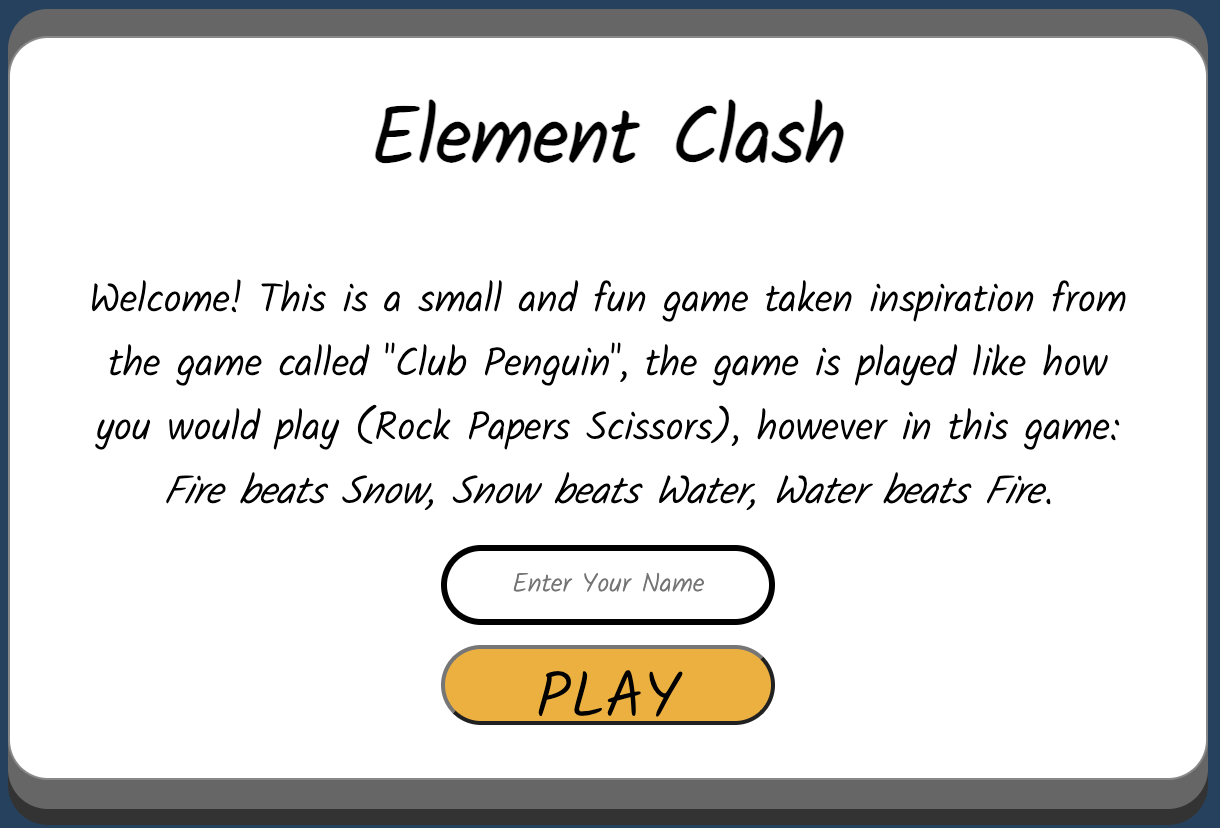 Element Clash
Welcome! This is a small and fun game taken inspiration from
the game called "Club Penguin", the game is played like how
you would play (Rock Papers Scissors), however in this game:
Fire beats Snow, Snow beats Water, Water beats Fire.
Enter Your Name
PLAY